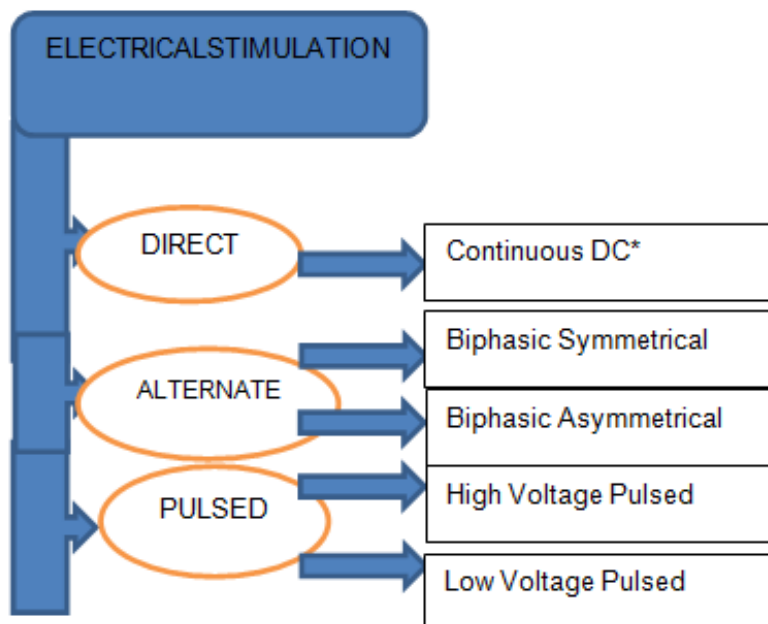 ELECTRICALSTIMULATION
DIRECT
Continuous DC*
ALTERNATE
Biphasic Symmetrical
Biphasic Asymmetrical
PULSED
High Voltage Pulsed
Low Voltage Pulsed